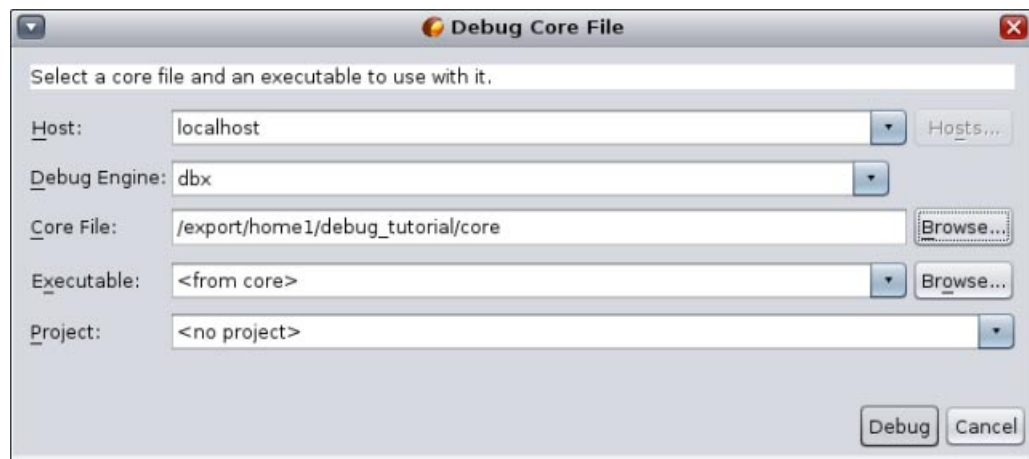 Debug Core File
Select a core file and an executable to use with it.
Host: localhost Hosts...
Debug Engine: dbx
Core File: /export/home1/debug_tutorial/core Browse...
Executable: <from core> Browse...
Project: <no project>
Debug Cancel